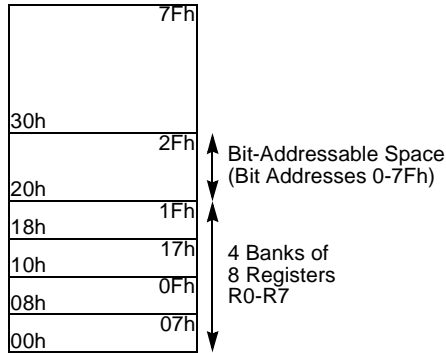 7Fh
30h
2Fh
20h
Bit-Addressable Space
(Bit Addresses 0-7Fh)
1Fh
18h
17h
10h
0Fh
08h
07h
00h
4 Banks of
8 Registers
R0-R7